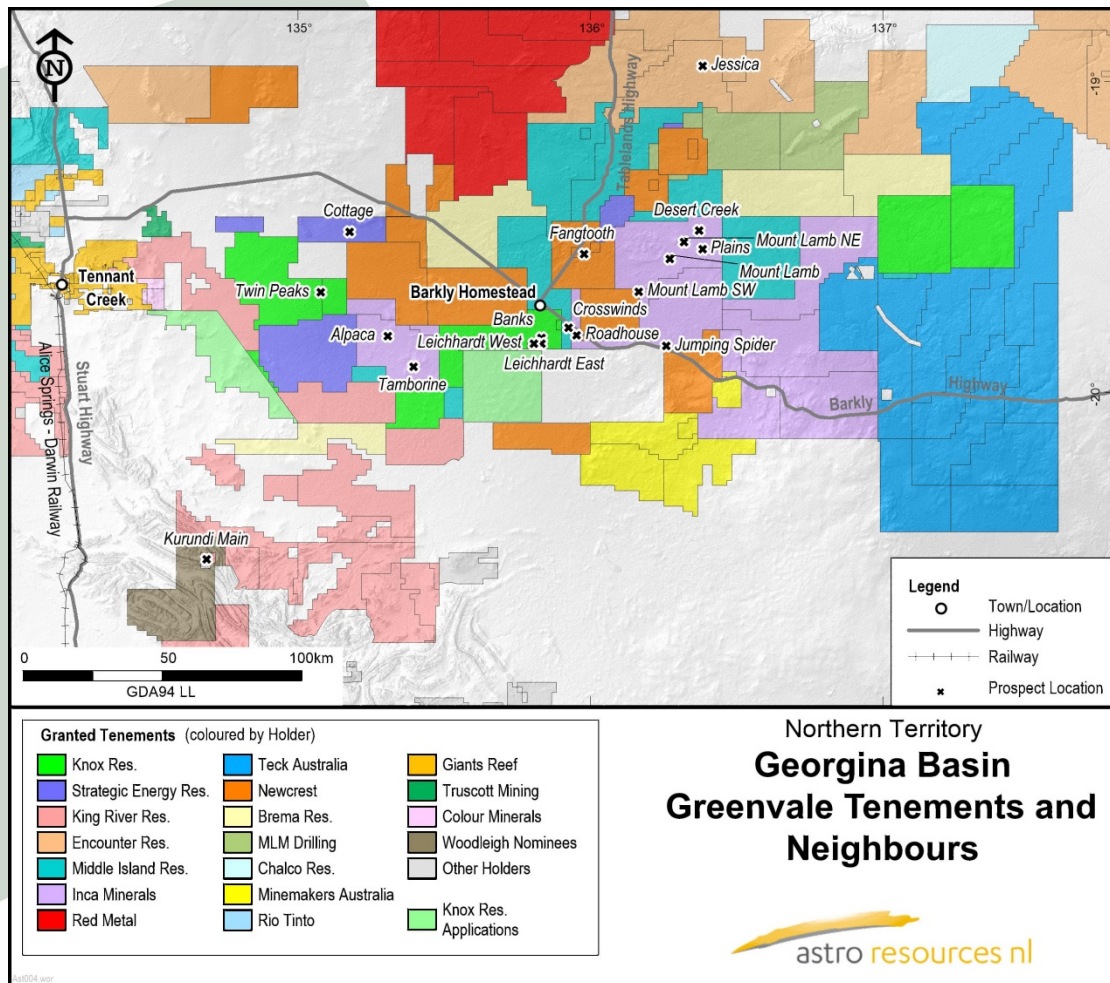 135°
136°
137°
N
Jessica
-19°
Tablelands Highway
Cottage
Desert Creek
Fangtooth
Mount Lamb NE
Plains
Mount Lamb
Tennant
Creek
Twin Peaks
Barkly Homestead
Mount Lamb SW
Banks
Crosswinds
Alpaca
Leichhardt West
Roadhouse
Jumping Spider
Leichhardt East
Tamborine
Barkly
Highway
-20°
Stuart Highway
Alice Springs - Darwin Railway
Kurundi Main
0 50 100km
GDA94 LL
Legend
Town/Location
Highway
Railway
Prospect Location
Granted Tenements (coloured by Holder)
Knox Res.
Strategic Energy Res.
King River Res.
Encounter Res.
Middle Island Res.
Inca Minerals
Red Metal
Teck Australia
Newcrest
Brema Res.
MLM Drilling
Chalco Res.
Minemakers Australia
Rio Tinto
Giants Reef
Truscott Mining
Colour Minerals
Woodleigh Nominees
Other Holders
Knox Res.
Applications
Northern Territory
Georgina Basin
Greenvale Tenements and
Neighbours
astro resources nl
Ast004.wor